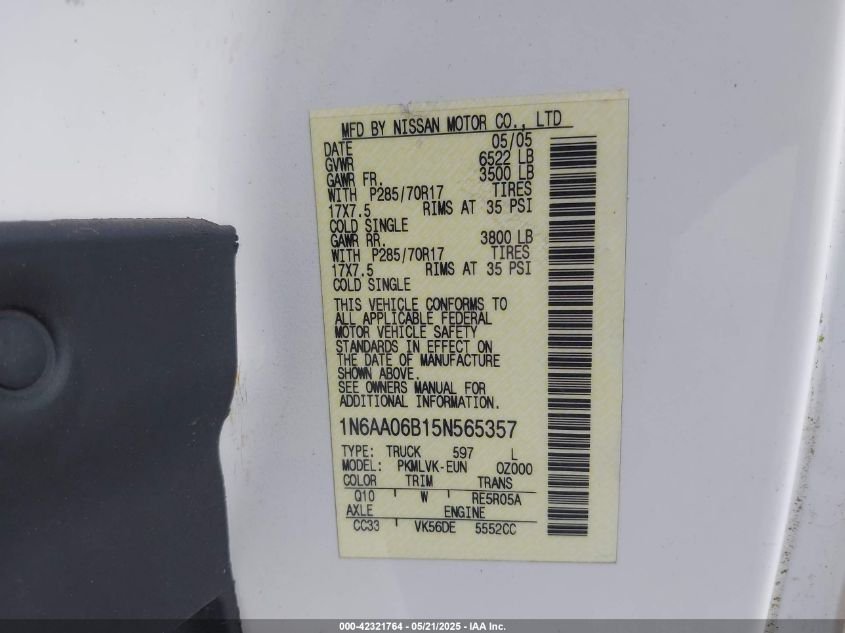 MFD BY NISSAN MOTOR CO., LTD
DATE 05/05
GVWR 6522 LB
GAWR FR. 3500 LB
WITH P285/70R17 TIRES
17X7.5 RIMS AT 35 PSI
COLD SINGLE
GAWR RR. 3800 LB
WITH P285/70R17 TIRES
17X7.5 RIMS AT 35 PSI
COLD SINGLE
THIS VEHICLE CONFORMS TO
ALL APPLICABLE FEDERAL
MOTOR VEHICLE SAFETY
STANDARDS IN EFFECT ON
THE DATE OF MANUFACTURE
SHOWN ABOVE.
SEE OWNERS MANUAL FOR
ADDITIONAL INFORMATION.
1N6AA06B15N565357
TYPE: TRUCK 597 L
MODEL: PKMLVK-EUN 0Z000
COLOR TRIM TRANS
Q10 W RE5R05A
AXLE ENGINE
CC33 VK56DE 5552CC
000-42321764 - 05/21/2025 - IAA Inc.